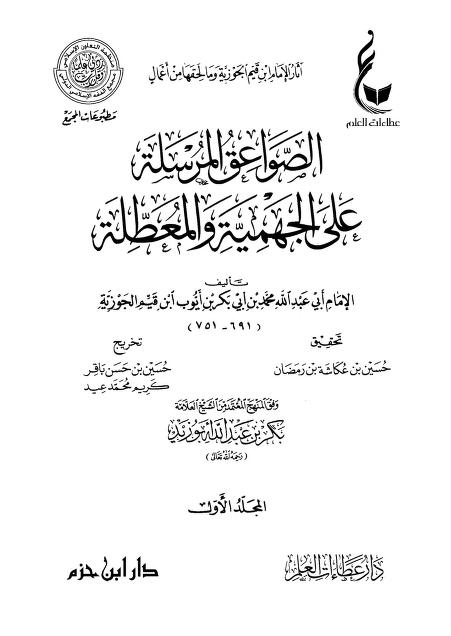 آثار الإمام ابن قيم الجوزية وما لحقها من أعمال
عطاءات العلم
منظمة التعاون الإسلامي
مطبوعات المجمع
الصواعق المرسلة
على الجهمية والمعطلة
تأليف
الإمام أبي عبد الله محمد بن أبي بكر بن أيوب ابن قيم الجوزية
(٦٩١ - ٧٥١)
تحقيق
حسين بن عكاشة بن رمضان
تخريج
حسين بن حسن باقر
كريم محمد عيد
وفق المنهج المعتمد من الشيخ العلامة
بكر بن عبد الله أبو زيد
(رحمه الله تعالى)
المجلد الأول
دار عطاءات العلم
دار ابن حزم